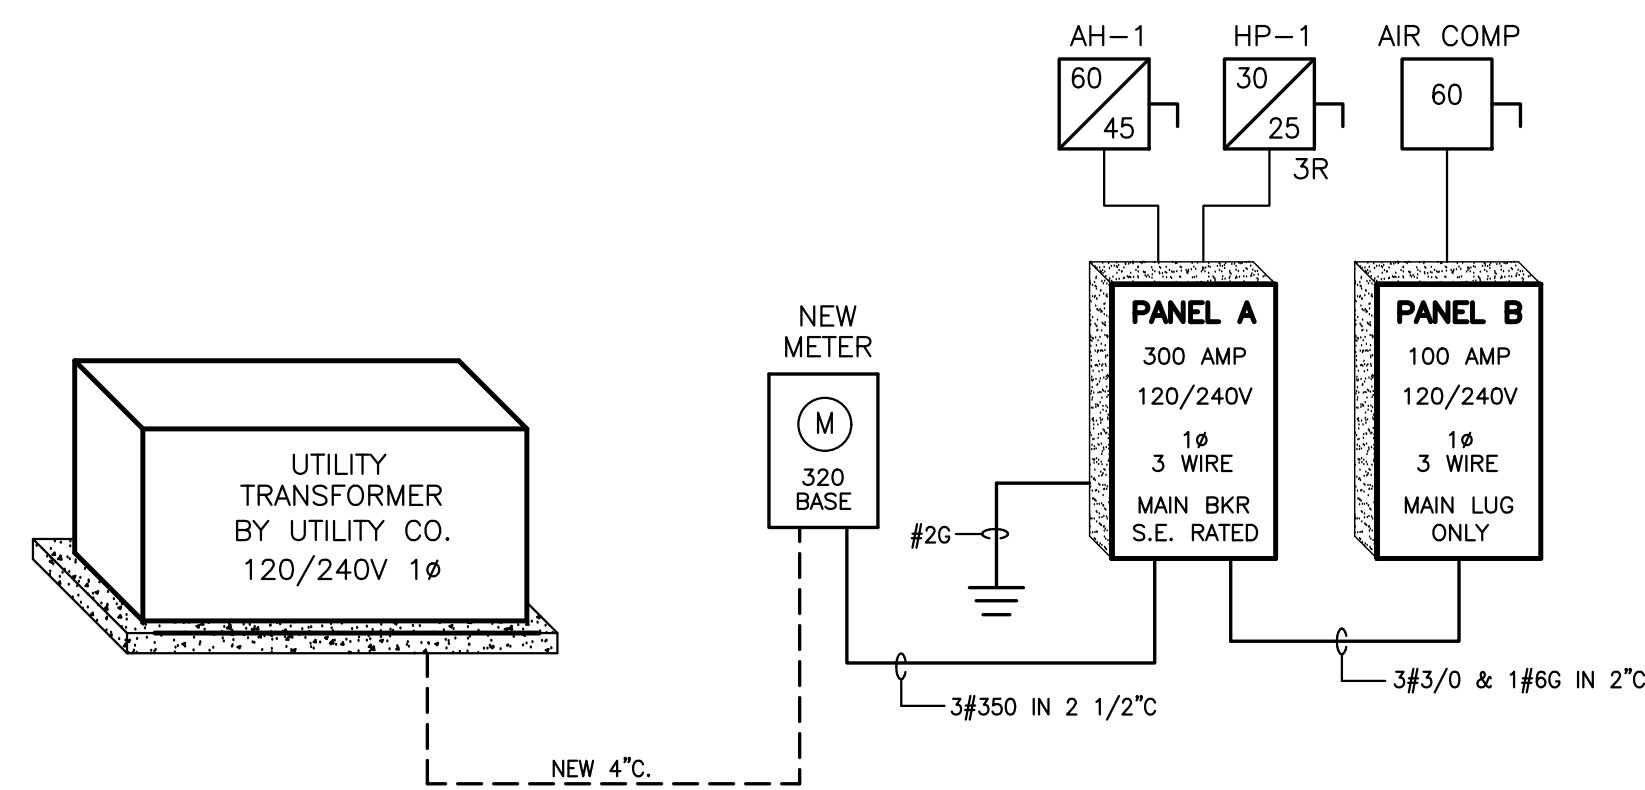 AH-1
60
45
HP-1
30
25
3R
AIR COMP
60
UTILITY
TRANSFORMER
BY UTILITY CO.
120/240V 1ø
NEW 4"C.
NEW
METER
M
320
BASE
#2G
3#350 IN 2 1/2"C
PANEL A
300 AMP
120/240V
1ø
3 WIRE
MAIN BKR
S.E. RATED
PANEL B
100 AMP
120/240V
1ø
3 WIRE
MAIN LUG
ONLY
3#3/0 & 1#6G IN 2"C